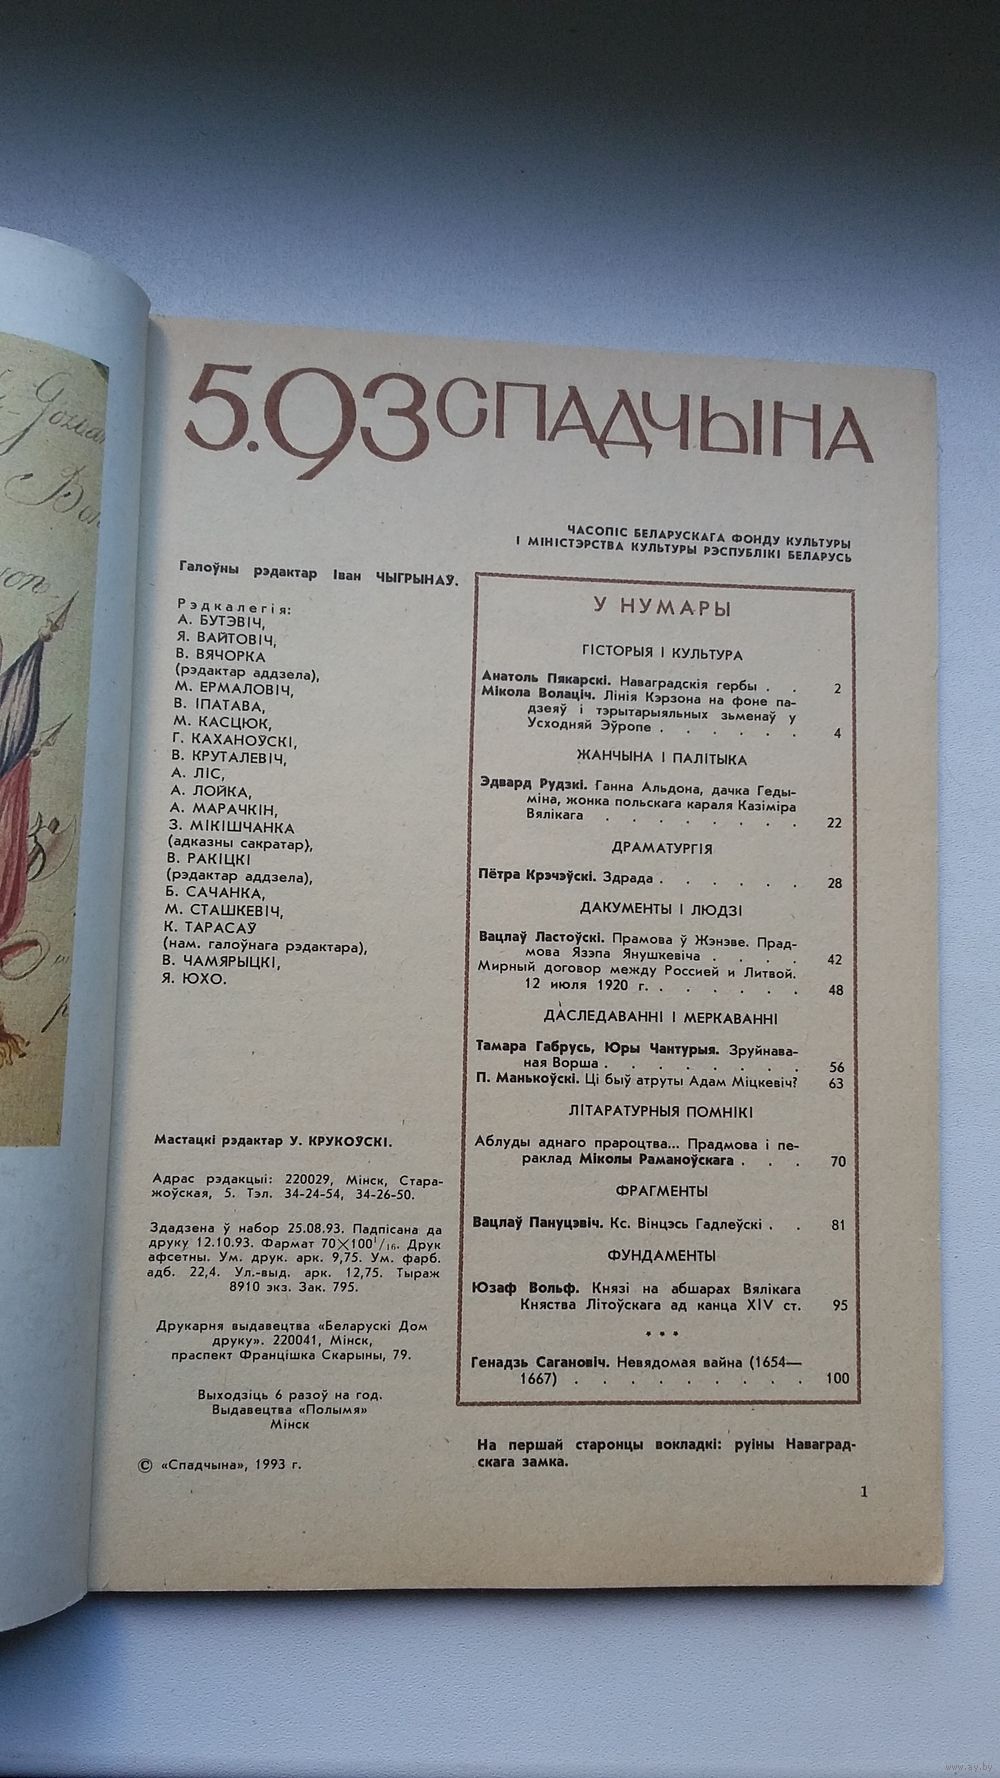 5.93 СПАДЧЫНА
ЧАСОПІС БЕЛАРУСКАГА ФОНДУ КУЛЬТУРЫ
І МІНІСТЭРСТВА КУЛЬТУРЫ РЭСПУБЛІКІ БЕЛАРУСЬ
Галоўны рэдактар Іван ЧЫГРЫНАЎ.
Рэдкалегія:
А. БУТЭВІЧ,
Я. ВАЙТОВІЧ,
В. ВЯЧОРКА
(рэдактар аддзела),
М. ЕРМАЛОВІЧ,
В. ІПАТАВА,
М. КАСЦЮК,
Г. КАХАНОЎСКІ,
В. КРУТАЛЕВІЧ,
А. ЛІС,
А. ЛОЙКА,
А. МАРАЧКІН,
З. МІКІШЧАНКА
(адказны сакратар),
В. РАКІЦКІ
(рэдактар аддзела),
Б. САЧАНКА,
М. СТАШКЕВІЧ,
К. ТАРАСАЎ
(нам. галоўнага рэдактара),
В. ЧАМЯРЫЦКІ,
Я. ЮХО.
Мастацкі рэдактар У. КРУКОЎСКІ.
Адрас рэдакцыі: 220029, Мінск, Стара-
жоўская, 5. Тэл. 34-24-54, 34-26-50.
Здадзена ў набор 25.08.93. Падпісана да
друку 12.10.93. Фармат 70×100¹/₁₆. Друк
афсетны. Ум. друк. арк. 9,75. Ум. фарб.
адб. 22,4. Ул.-выд. арк. 12,75. Тыраж
8910 экз. Зак. 795.
Друкарня выдавецтва «Беларускі Дом
друку». 220041, Мінск,
праспект Францішка Скарыны, 79.
Выходзіць 6 разоў на год.
Выдавецтва «Полымя»
Мінск
© «Спадчына», 1993 г.
У НУМАРЫ
ГІСТОРЫЯ І КУЛЬТУРА
Анатоль Пякарскі. Наваградскія гербы . . 2
Мікола Волаціч. Лінія Кэрзона на фоне па-
дзеяў і тэрытарыяльных зьменаў у
Усходняй Эўропе . . . . . . 4
ЖАНЧЫНА І ПАЛІТЫКА
Эдвард Рудзкі. Ганна Альдона, дачка Геды-
міна, жонка польскага караля Казіміра
Вялікага . . . . . . . . 22
ДРАМАТУРГІЯ
Пётра Крэчэўскі. Здрада . . . . . . 28
ДАКУМЕНТЫ І ЛЮДЗІ
Вацлаў Ластоўскі. Прамова ў Жэнэве. Прад-
мова Язэпа Янушкевіча . . . . 42
Мирный договор между Россией и Литвой.
12 июля 1920 г. . . . . . . 48
ДАСЛЕДАВАННІ І МЕРКАВАННІ
Тамара Габрусь, Юры Чантурыя. Зруйнава-
ная Ворша . . . . . . . . 56
П. Манькоўскі. Ці быў атруты Адам Міцкевіч? 63
ЛІТАРАТУРНЫЯ ПОМНІКІ
Аблуды аднаго прароцтва... Прадмова і пе-
раклад Міколы Раманоўскага . . . 70
ФРАГМЕНТЫ
Вацлаў Пануцэвіч. Кс. Вінцэсь Гадлеўскі . . 81
ФУНДАМЕНТЫ
Юзаф Вольф. Князі на абшарах Вялікага
Княства Літоўскага ад канца XIV ст. 95
* * *
Генадзь Сагановіч. Невядомая вайна (1654—
1667) . . . . . . . . . 100
На першай старонцы вокладкі: руіны Наваград-
скага замка.
1
www.ay.by